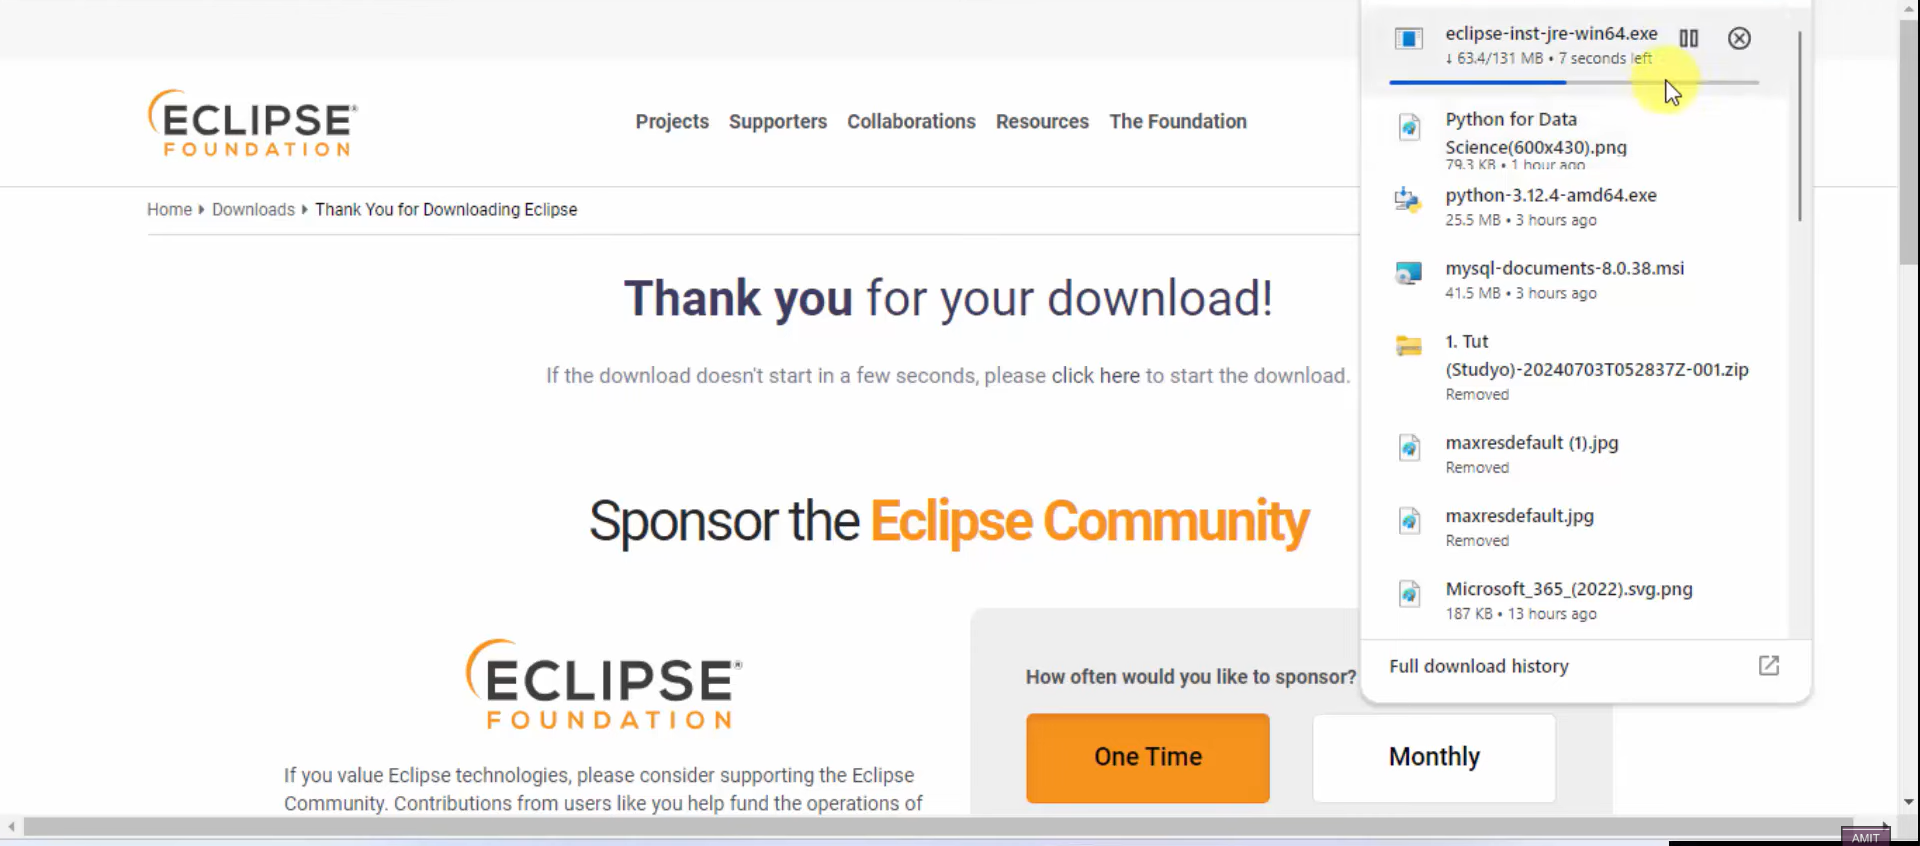 ECLIPSE®
FOUNDATION
Projects Supporters Collaborations Resources The Foundation
Home Downloads Thank You for Downloading Eclipse
Thank you for your download!
If the download doesn't start in a few seconds, please click here to start the download.
Sponsor the Eclipse Community
ECLIPSE®
FOUNDATION
If you value Eclipse technologies, please consider supporting the Eclipse
Community. Contributions from users like you help fund the operations of
How often would you like to sponsor?
One Time Monthly
eclipse-inst-jre-win64.exe
↓ 63.4/131 MB • 7 seconds left
Python for Data
Science(600x430).png
79.3 KB • 1 hour ago
python-3.12.4-amd64.exe
25.5 MB • 3 hours ago
mysql-documents-8.0.38.msi
41.5 MB • 3 hours ago
1. Tut
(Studyo)-20240703T052837Z-001.zip
Removed
maxresdefault (1).jpg
Removed
maxresdefault.jpg
Removed
Microsoft_365_(2022).svg.png
187 KB • 13 hours ago
Full download history
AMIT